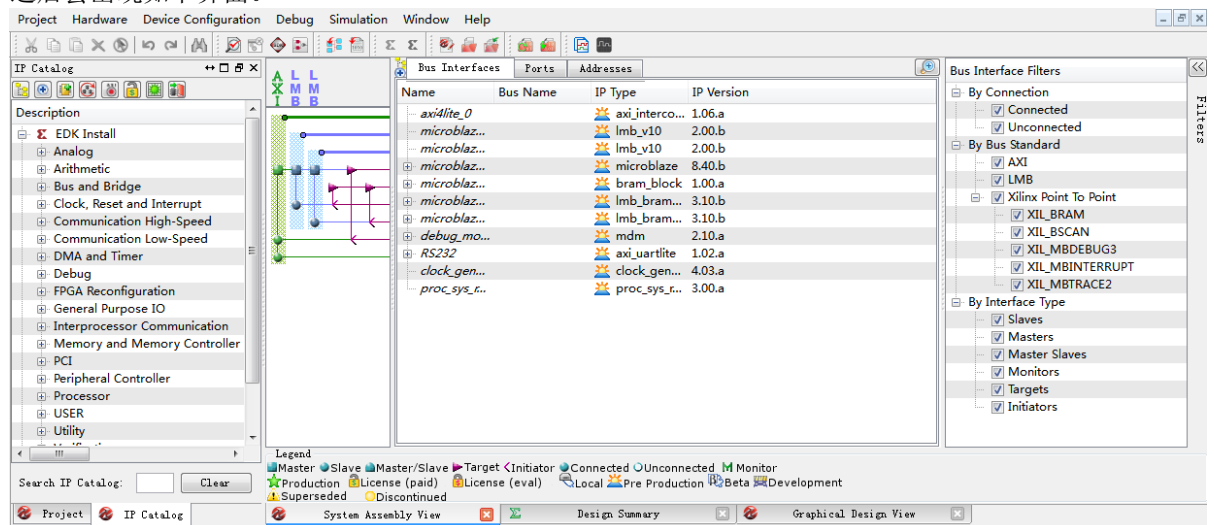 Project Hardware Device Configuration Debug Simulation Window Help
IP Catalog
Description
EDK Install
Analog
Arithmetic
Bus and Bridge
Clock, Reset and Interrupt
Communication High-Speed
Communication Low-Speed
DMA and Timer
Debug
FPGA Reconfiguration
General Purpose IO
Interprocessor Communication
Memory and Memory Controller
PCI
Peripheral Controller
Processor
USER
Utility
Search IP Catalog: Clear
Project IP Catalog
A L L
X M M
I B B
Bus Interfaces Ports Addresses
Name Bus Name IP Type IP Version
axi4lite_0 axi_interco... 1.06.a
microblaz... lmb_v10 2.00.b
microblaz... lmb_v10 2.00.b
microblaz... microblaze 8.40.b
microblaz... bram_block 1.00.a
microblaz... lmb_bram... 3.10.b
microblaz... lmb_bram... 3.10.b
debug_mo... mdm 2.10.a
RS232 axi_uartlite 1.02.a
clock_gen... clock_gen... 4.03.a
proc_sys_r... proc_sys_r... 3.00.a
Legend
Master Slave Master/Slave Target Initiator Connected Unconnected M Monitor
Production License (paid) License (eval) Local Pre Production Beta Development
Superseded Discontinued
System Assembly View Design Summary Graphical Design View
Bus Interface Filters
By Connection
Connected
Unconnected
By Bus Standard
AXI
LMB
Xilinx Point To Point
XIL_BRAM
XIL_BSCAN
XIL_MBDEBUG3
XIL_MBINTERRUPT
XIL_MBTRACE2
By Interface Type
Slaves
Masters
Master Slaves
Monitors
Targets
Initiators
Filters